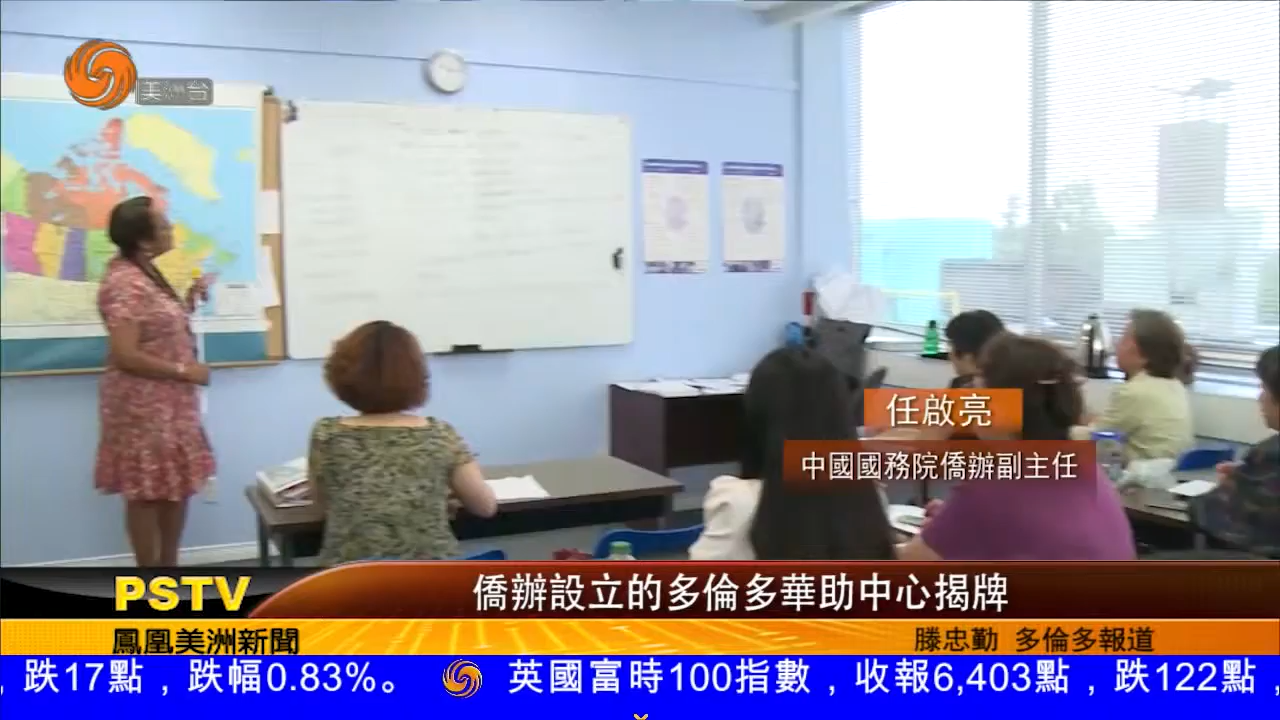 美洲台
任啟亮
中國國務院僑辦副主任
PSTV
僑辦設立的多倫多華助中心揭牌
鳳凰美洲新聞
滕忠勤 多倫多報道
，跌17點，跌幅0.83%。 英國富時100指數，收報6,403點，跌122點，